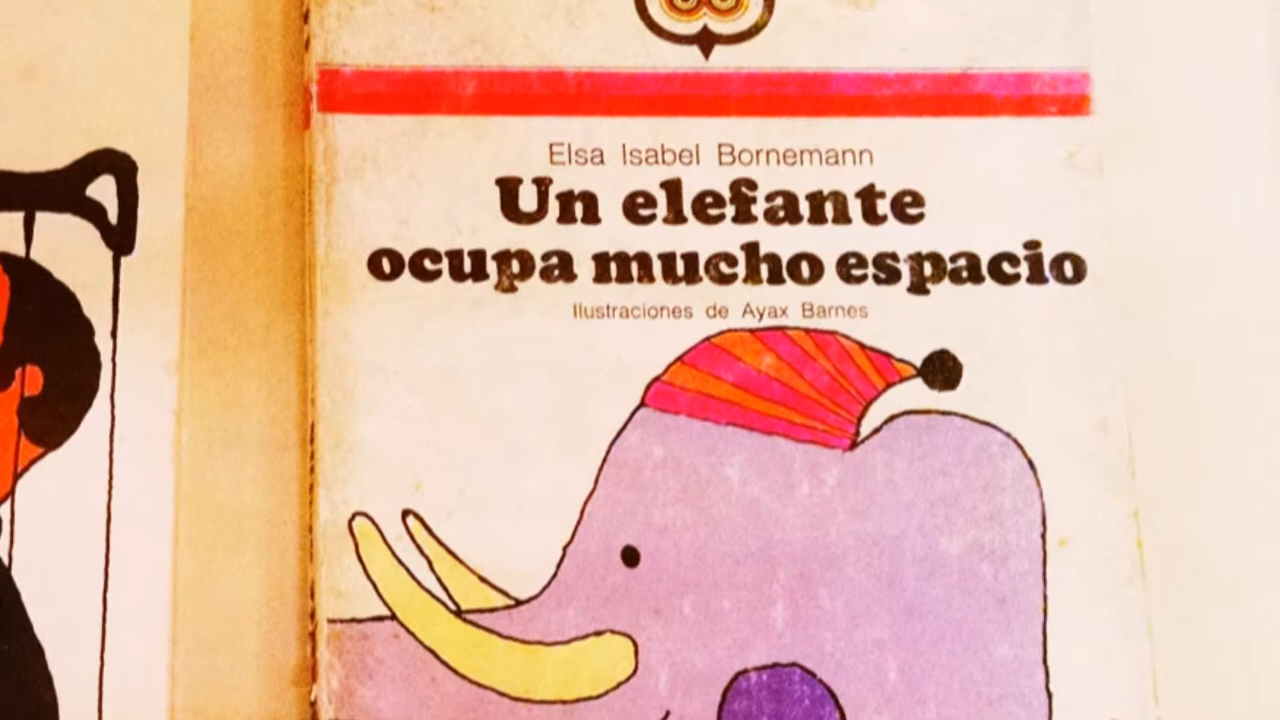 Elsa Isabel Bornemann
Un elefante
ocupa mucho espacio
Ilustraciones de Ayax Barnes